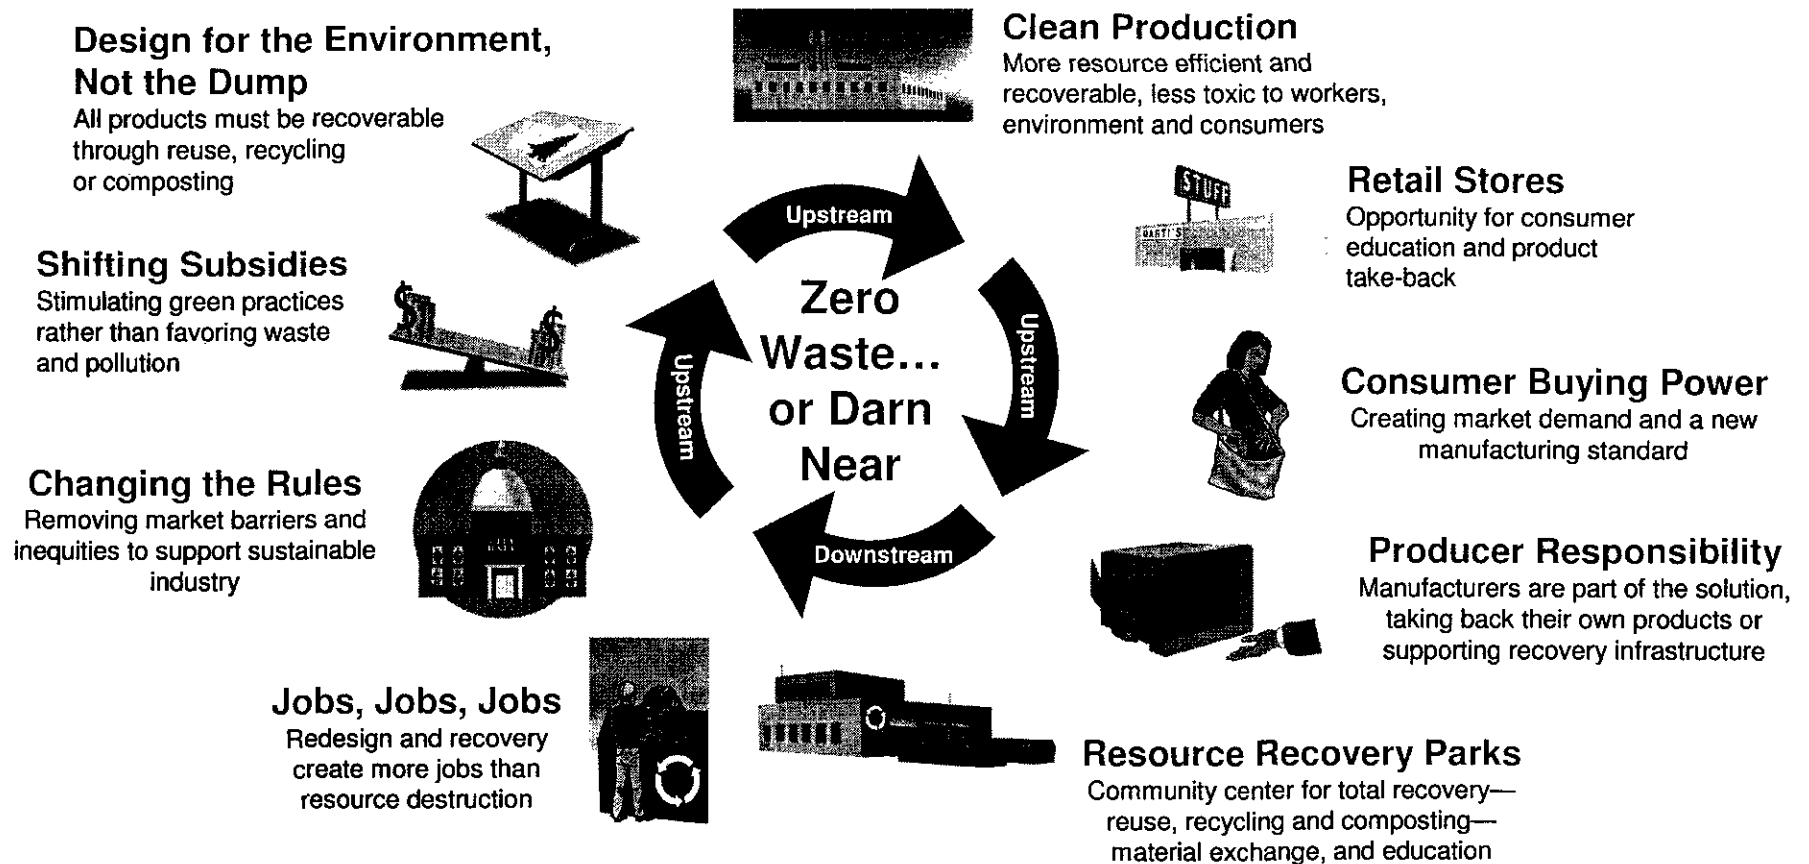 Design for the Environment,
Not the Dump
All products must be recoverable
through reuse, recycling
or composting
Clean Production
More resource efficient and
recoverable, less toxic to workers,
environment and consumers
STUFF
Retail Stores
Opportunity for consumer
education and product
take-back
Consumer Buying Power
Creating market demand and a new
manufacturing standard
Producer Responsibility
Manufacturers are part of the solution,
taking back their own products or
supporting recovery infrastructure
Resource Recovery Parks
Community center for total recovery—
reuse, recycling and composting—
material exchange, and education
Jobs, Jobs, Jobs
Redesign and recovery
create more jobs than
resource destruction
Changing the Rules
Removing market barriers and
inequities to support sustainable
industry
Shifting Subsidies
Stimulating green practices
rather than favoring waste
and pollution
$
$
Upstream
Upstream
Downstream
Upstream
Zero
Waste...
or Darn
Near